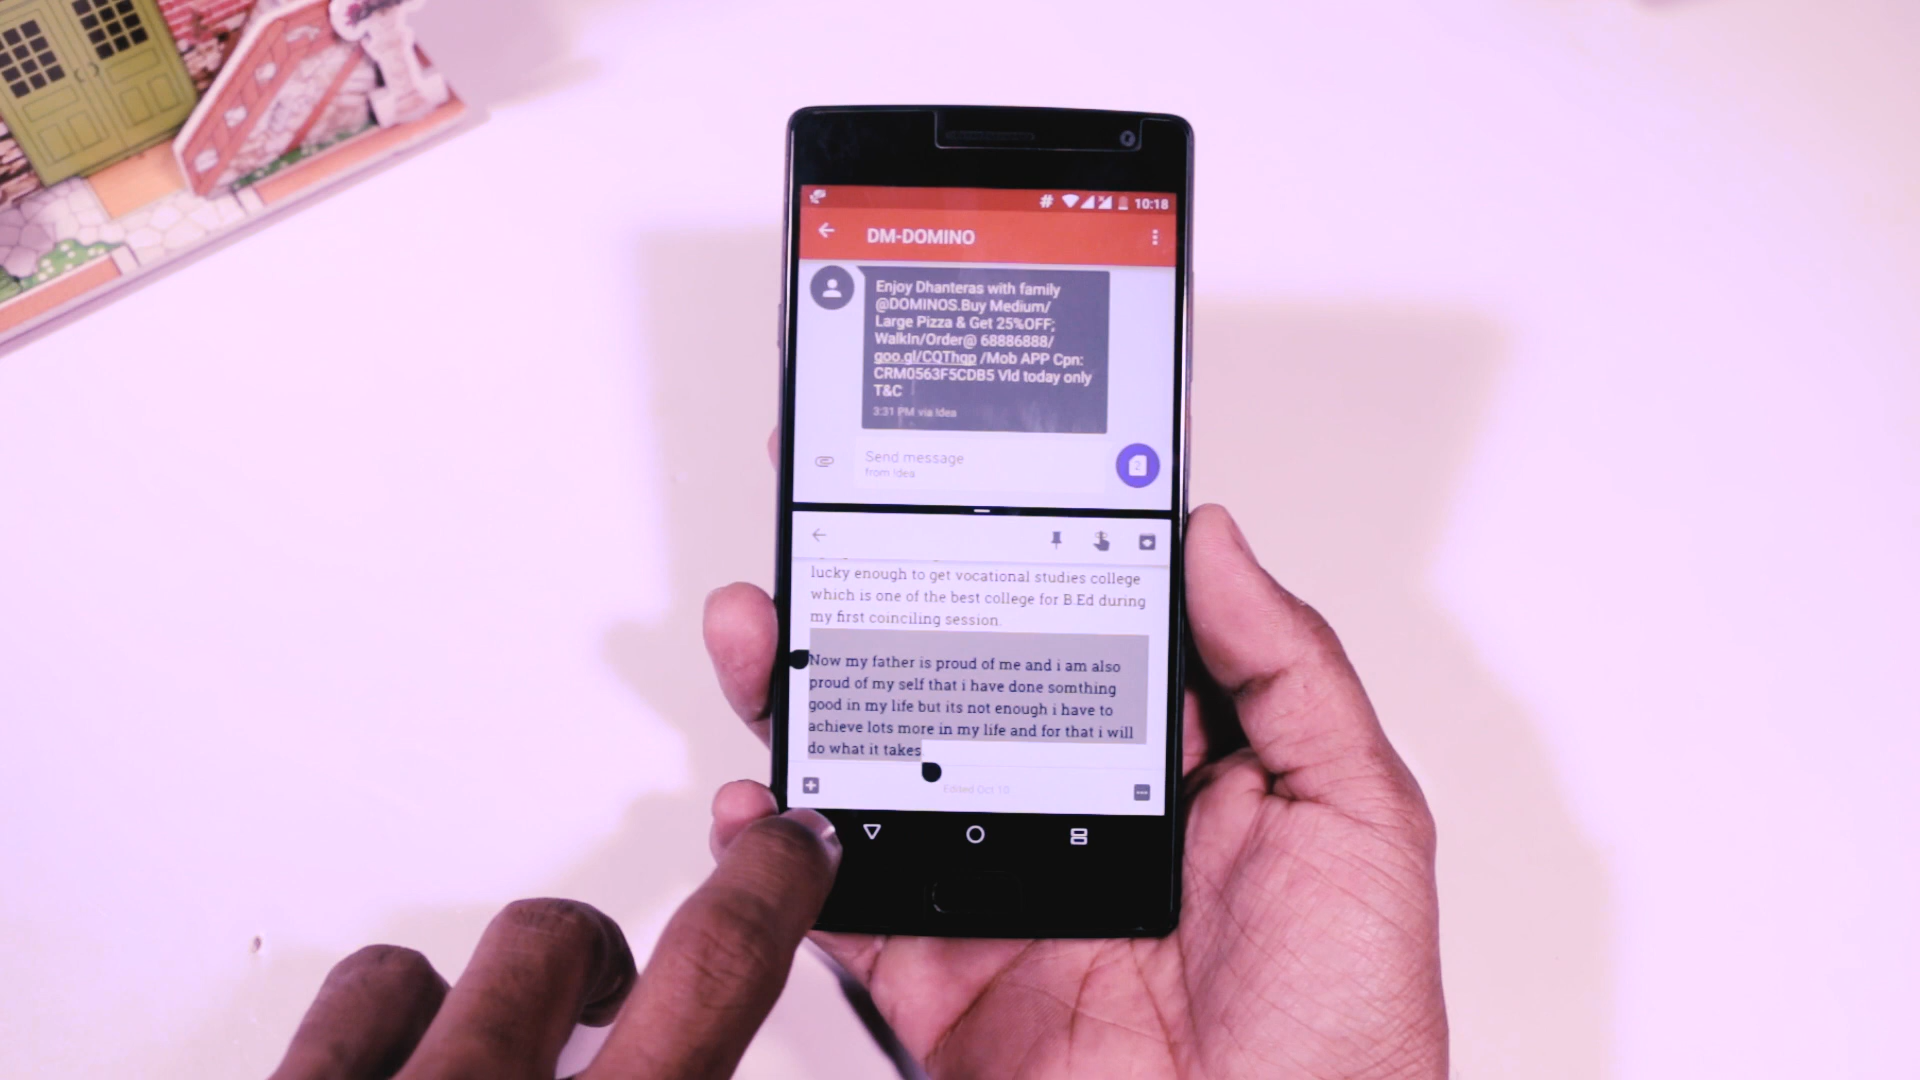 # 10:18
DM-DOMINO
Enjoy Dhanteras with family
@DOMINOS.Buy Medium/
Large Pizza & Get 25%OFF;
WalkIn/Order@ 68886888/
goo.gl/CQThqp /Mob APP Cpn:
CRM0563F5CDB5 Vld today only
T&C
3:31 PM via Idea
Send message
from Idea
2
lucky enough to get vocational studies college
which is one of the best college for B.Ed during
my first coinciling session.
Now my father is proud of me and i am also
proud of my self that i have done somthing
good in my life but its not enough i have to
achieve lots more in my life and for that i will
do what it takes
Edited Oct 10